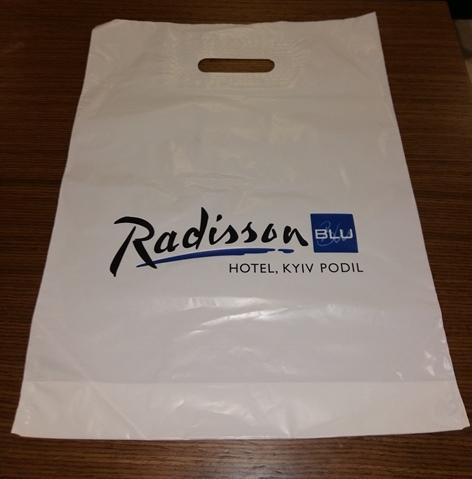 Radisson BLU
HOTEL, KYIV PODIL